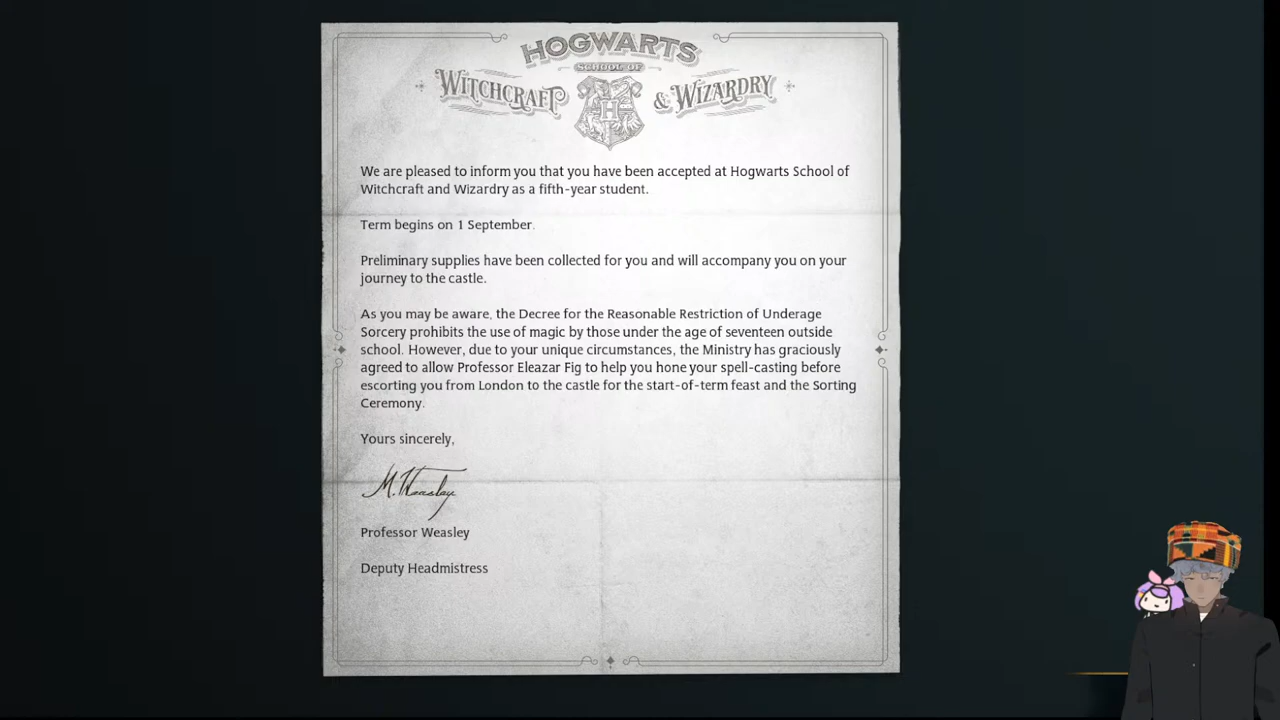 HOGWARTS
SCHOOL OF
WITCHCRAFT & WIZARDRY
H
We are pleased to inform you that you have been accepted at Hogwarts School of
Witchcraft and Wizardry as a fifth-year student.
Term begins on 1 September.
Preliminary supplies have been collected for you and will accompany you on your
journey to the castle.
As you may be aware, the Decree for the Reasonable Restriction of Underage
Sorcery prohibits the use of magic by those under the age of seventeen outside
school. However, due to your unique circumstances, the Ministry has graciously
agreed to allow Professor Eleazar Fig to help you hone your spell-casting before
escorting you from London to the castle for the start-of-term feast and the Sorting
Ceremony.
Yours sincerely,
M. Weasley
Professor Weasley
Deputy Headmistress